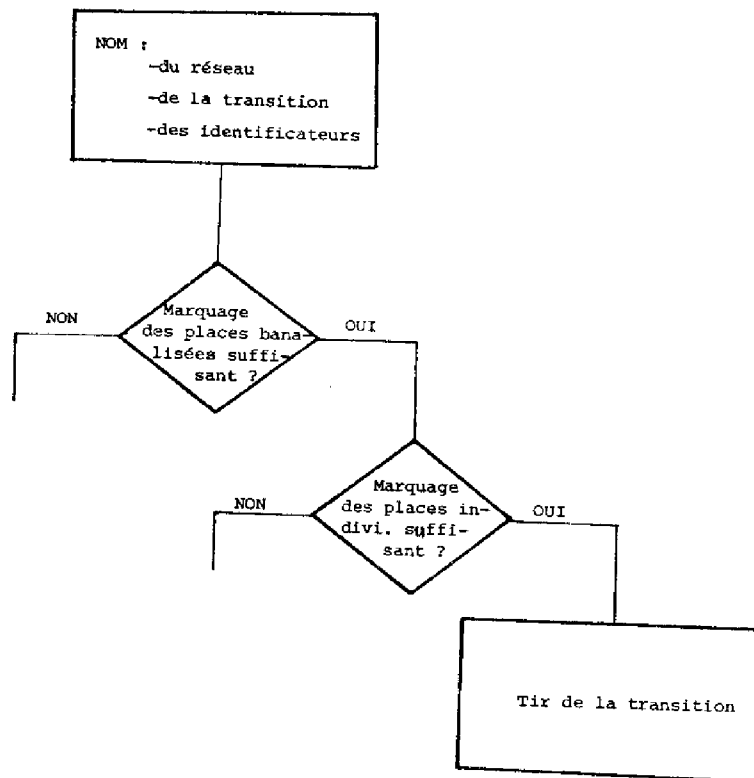 NOM :
-du réseau
-de la transition
-des identificateurs
NON
Marquage
des places bana-
lisées suffi-
sant ?
OUI
NON
Marquage
des places in-
divi. suffi-
sant ?
OUI
Tir de la transition